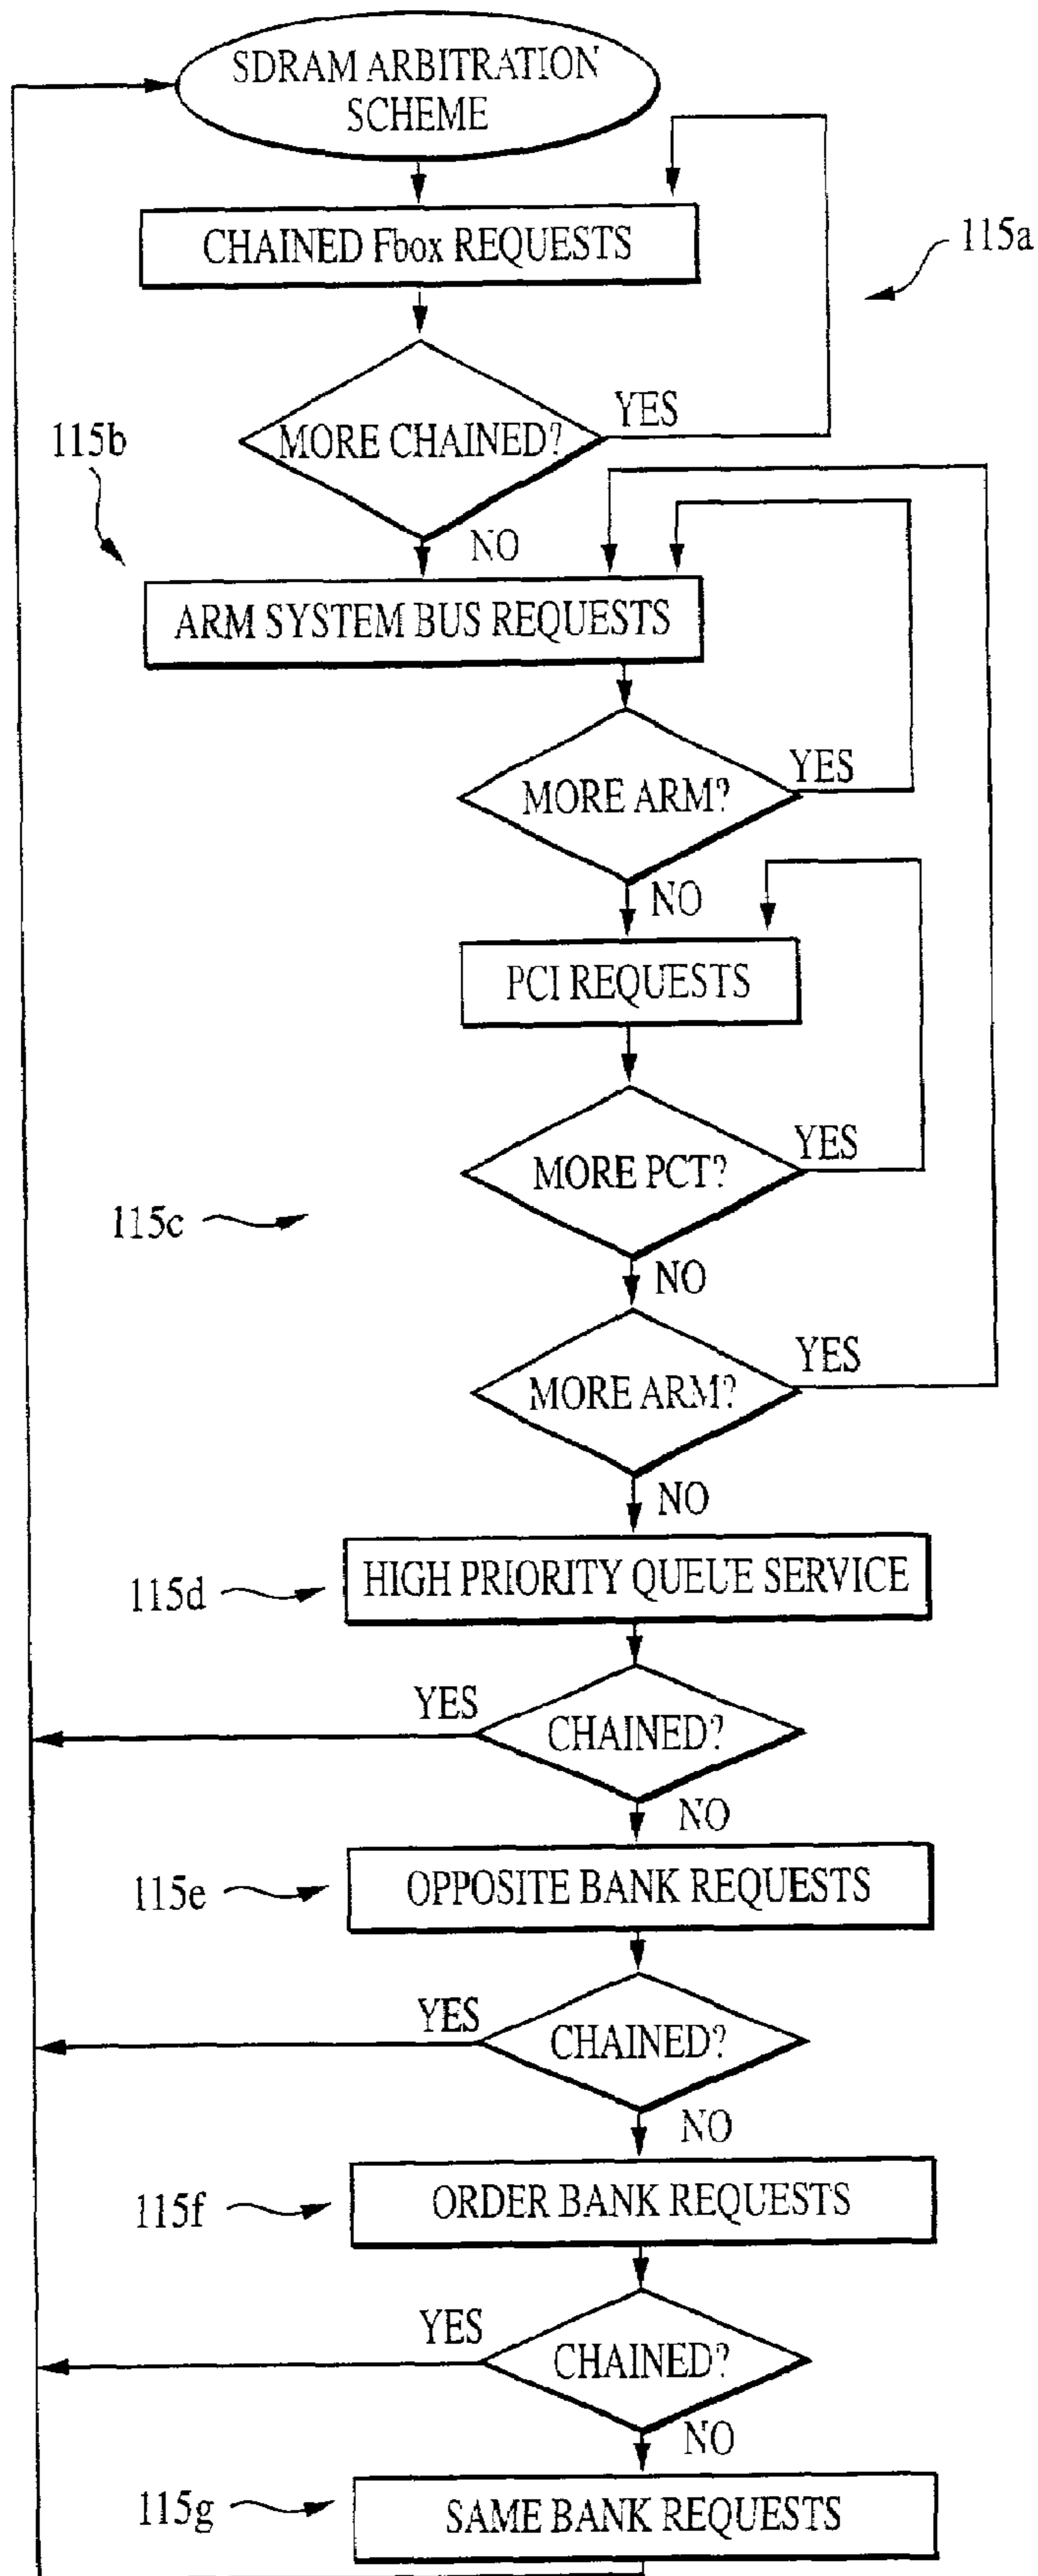 SDRAM ARBITRATION
SCHEME
CHAINED Fbox REQUESTS
115a
MORE CHAINED?
YES
115b
NO
ARM SYSTEM BUS REQUESTS
MORE ARM?
YES
NO
PCI REQUESTS
MORE PCT?
YES
115c
NO
MORE ARM?
YES
NO
115d
HIGH PRIORITY QUEUE SERVICE
YES
CHAINED?
NO
115e
OPPOSITE BANK REQUESTS
YES
CHAINED?
NO
115f
ORDER BANK REQUESTS
YES
CHAINED?
NO
115g
SAME BANK REQUESTS